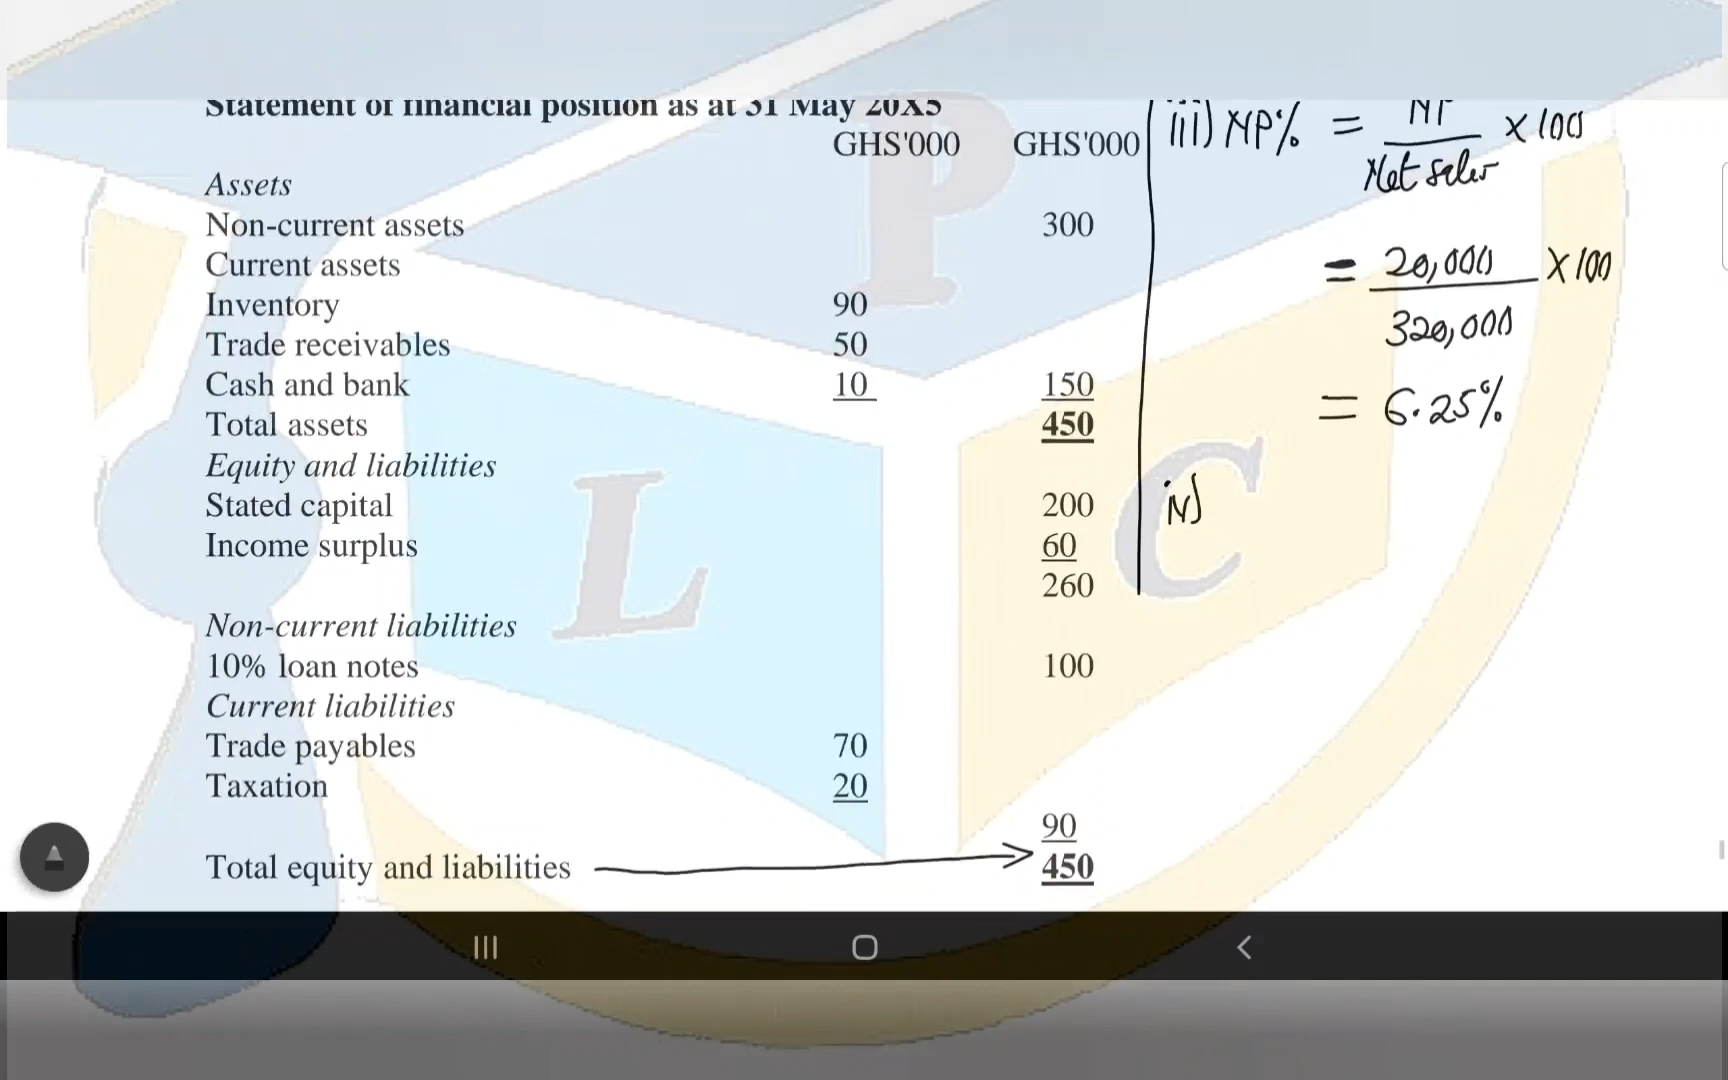 Statement of financial position as at 31 May 20X5
GHS'000 GHS'000
Assets
Non-current assets 300
Current assets
Inventory 90
Trade receivables 50
Cash and bank 10 150
Total assets 450
Equity and liabilities
Stated capital 200
Income surplus 60
260
Non-current liabilities
10% loan notes 100
Current liabilities
Trade payables 70
Taxation 20
90
Total equity and liabilities 450
iii) NP% = NP / Net sales × 100
= 20,000 / 320,000 × 100
= 6.25%
iv)
P
L
C